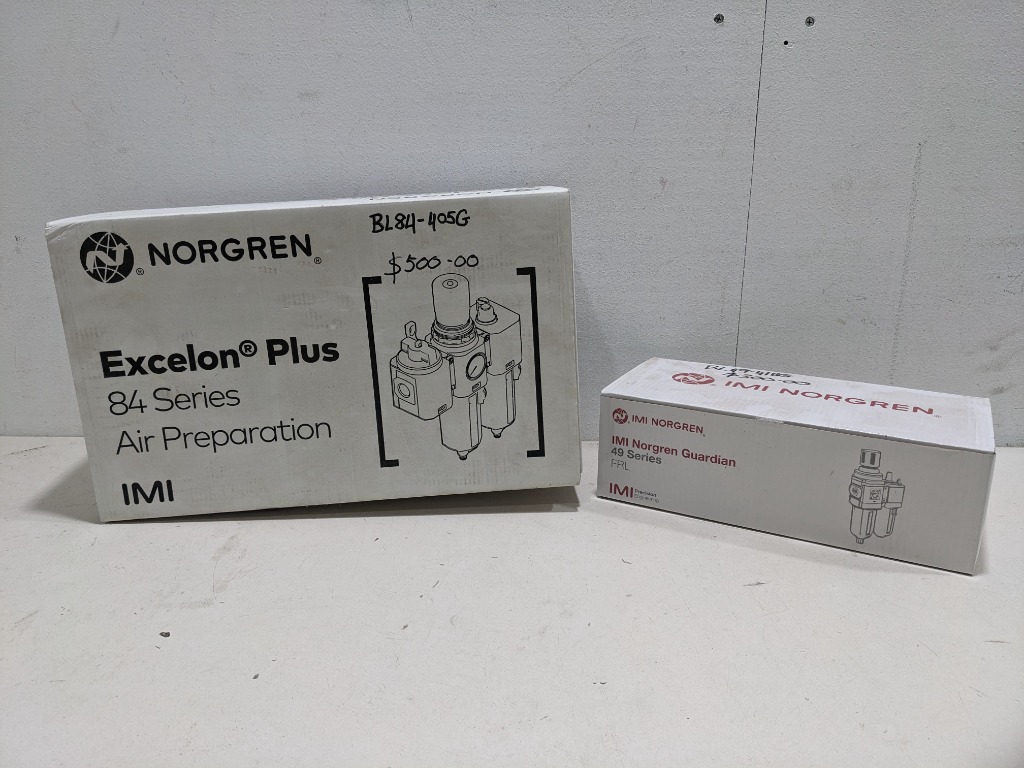 BL84-405G
NORGREN®
$500-00
Excelon® Plus
84 Series
Air Preparation
IMI
IMI NORGREN
IMI NORGREN
IMI Norgren Guardian
49 Series
FRL
IMI Precision